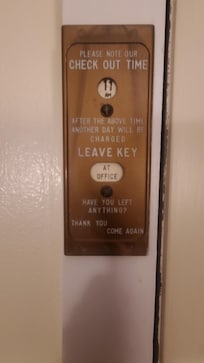 PLEASE NOTE OUR
CHECK OUT TIME
11
AM
AFTER THE ABOVE TIME
ANOTHER DAY WILL BE
CHARGED
LEAVE KEY
AT
OFFICE
HAVE YOU LEFT
ANYTHING?
THANK YOU
COME AGAIN